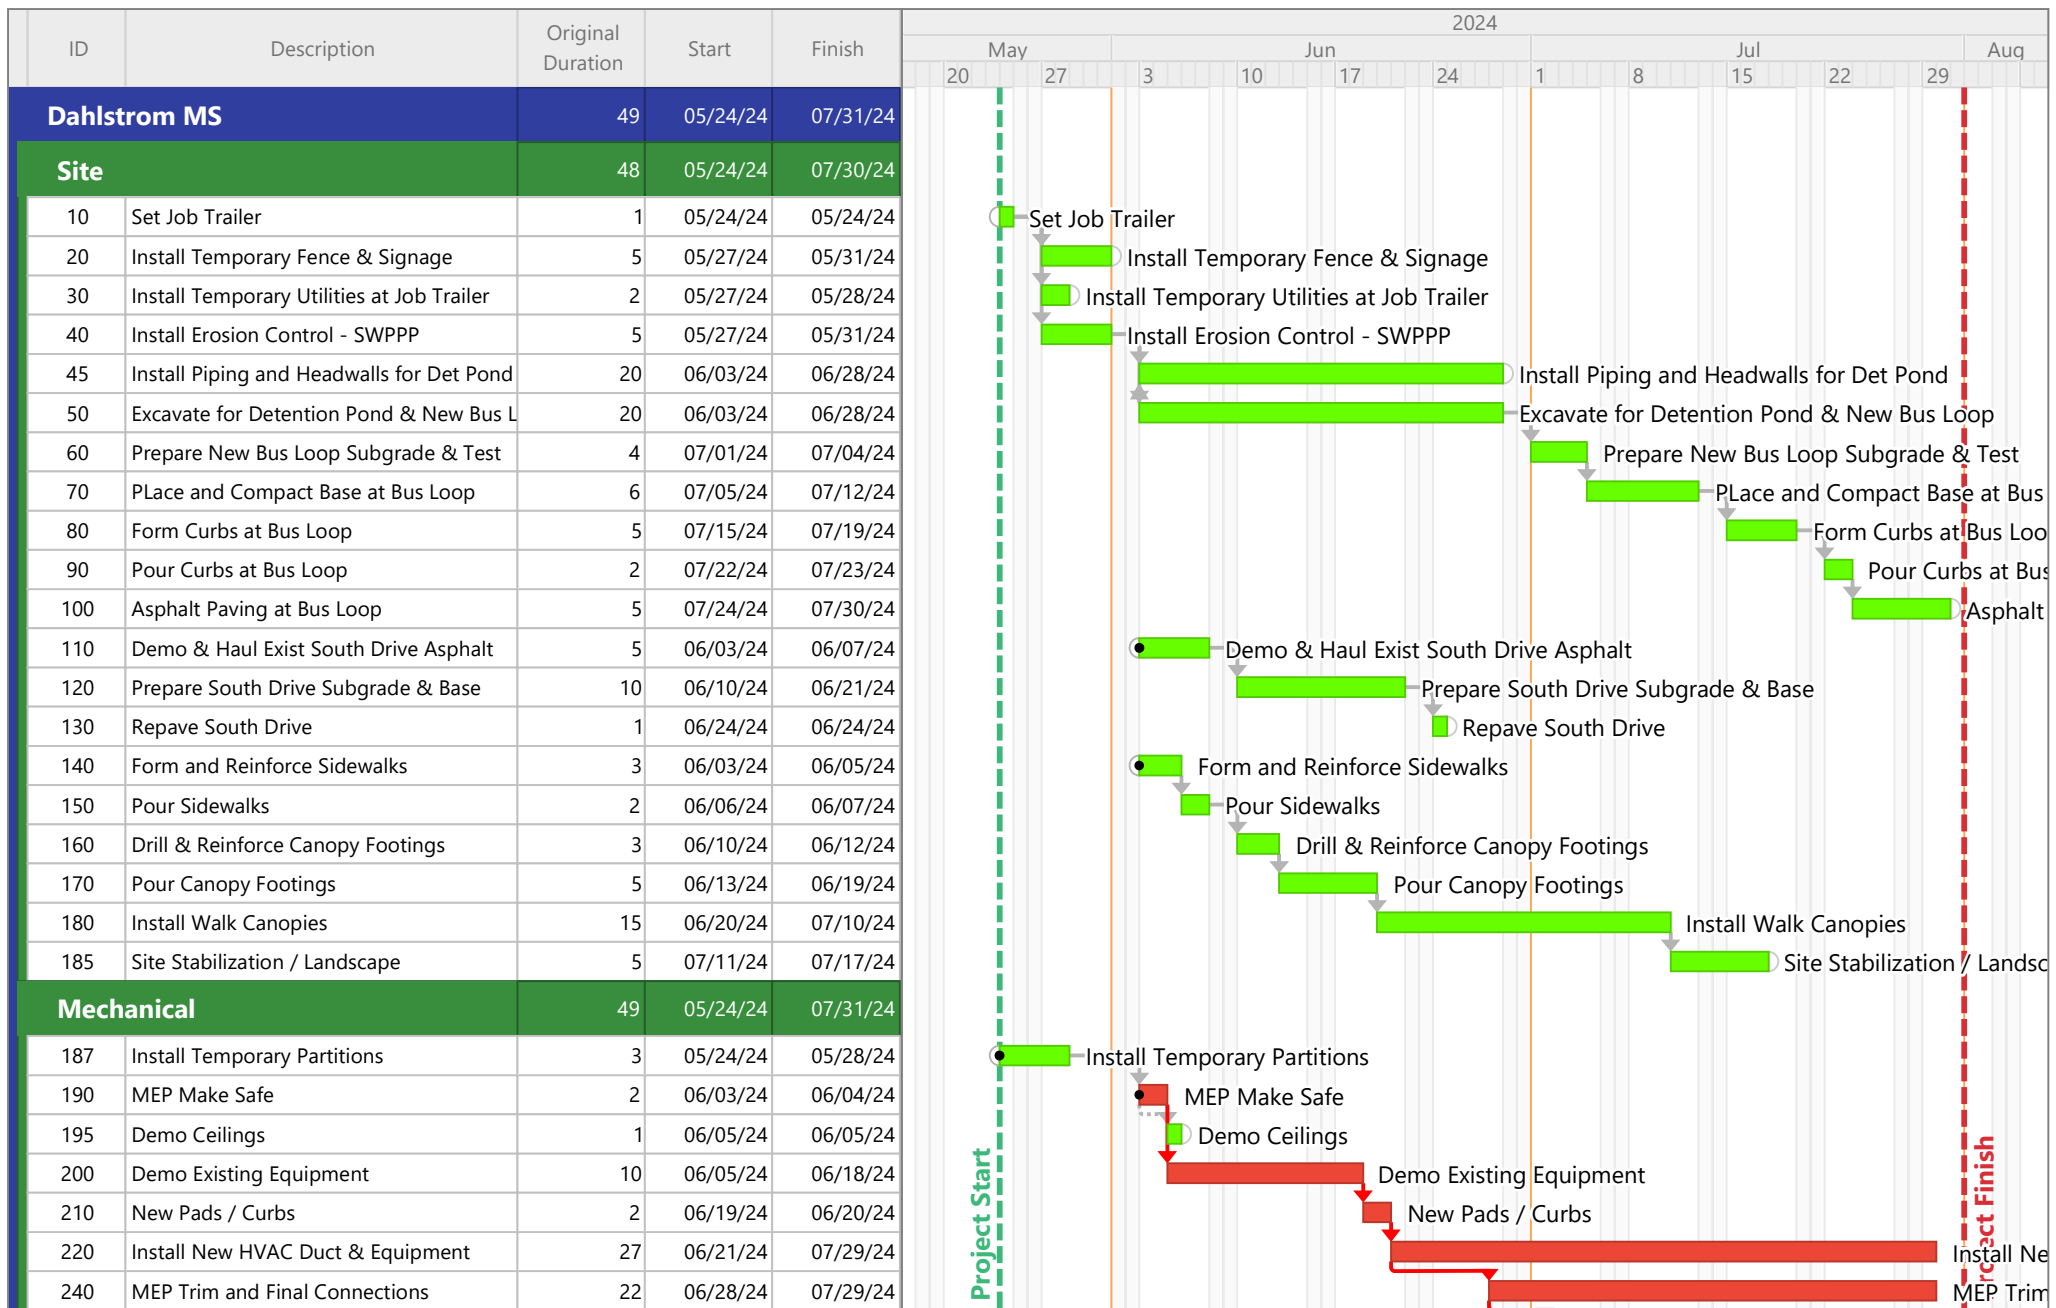 2024
ID Description Original Duration Start Finish May Jun Jul Aug
20 27 3 10 17 24 1 8 15 22 29
Dahlstrom MS 49 05/24/24 07/31/24
Site 48 05/24/24 07/30/24
10 Set Job Trailer 1 05/24/24 05/24/24 Set Job Trailer
20 Install Temporary Fence & Signage 5 05/27/24 05/31/24 Install Temporary Fence & Signage
30 Install Temporary Utilities at Job Trailer 2 05/27/24 05/28/24 Install Temporary Utilities at Job Trailer
40 Install Erosion Control - SWPPP 5 05/27/24 05/31/24 Install Erosion Control - SWPPP
45 Install Piping and Headwalls for Det Pond 20 06/03/24 06/28/24 Install Piping and Headwalls for Det Pond
50 Excavate for Detention Pond & New Bus L 20 06/03/24 06/28/24 Excavate for Detention Pond & New Bus Loop
60 Prepare New Bus Loop Subgrade & Test 4 07/01/24 07/04/24 Prepare New Bus Loop Subgrade & Test
70 PLace and Compact Base at Bus Loop 6 07/05/24 07/12/24 PLace and Compact Base at Bus
80 Form Curbs at Bus Loop 5 07/15/24 07/19/24 Form Curbs at Bus Loo
90 Pour Curbs at Bus Loop 2 07/22/24 07/23/24 Pour Curbs at Bus
100 Asphalt Paving at Bus Loop 5 07/24/24 07/30/24 Asphalt
110 Demo & Haul Exist South Drive Asphalt 5 06/03/24 06/07/24 Demo & Haul Exist South Drive Asphalt
120 Prepare South Drive Subgrade & Base 10 06/10/24 06/21/24 Prepare South Drive Subgrade & Base
130 Repave South Drive 1 06/24/24 06/24/24 Repave South Drive
140 Form and Reinforce Sidewalks 3 06/03/24 06/05/24 Form and Reinforce Sidewalks
150 Pour Sidewalks 2 06/06/24 06/07/24 Pour Sidewalks
160 Drill & Reinforce Canopy Footings 3 06/10/24 06/12/24 Drill & Reinforce Canopy Footings
170 Pour Canopy Footings 5 06/13/24 06/19/24 Pour Canopy Footings
180 Install Walk Canopies 15 06/20/24 07/10/24 Install Walk Canopies
185 Site Stabilization / Landscape 5 07/11/24 07/17/24 Site Stabilization / Landsc
Mechanical 49 05/24/24 07/31/24
187 Install Temporary Partitions 3 05/24/24 05/28/24 Install Temporary Partitions
190 MEP Make Safe 2 06/03/24 06/04/24 MEP Make Safe
195 Demo Ceilings 1 06/05/24 06/05/24 Demo Ceilings
200 Demo Existing Equipment 10 06/05/24 06/18/24 Demo Existing Equipment
210 New Pads / Curbs 2 06/19/24 06/20/24 New Pads / Curbs
220 Install New HVAC Duct & Equipment 27 06/21/24 07/29/24 Install Ne
240 MEP Trim and Final Connections 22 06/28/24 07/29/24 MEP Trim
Project Start
Finish